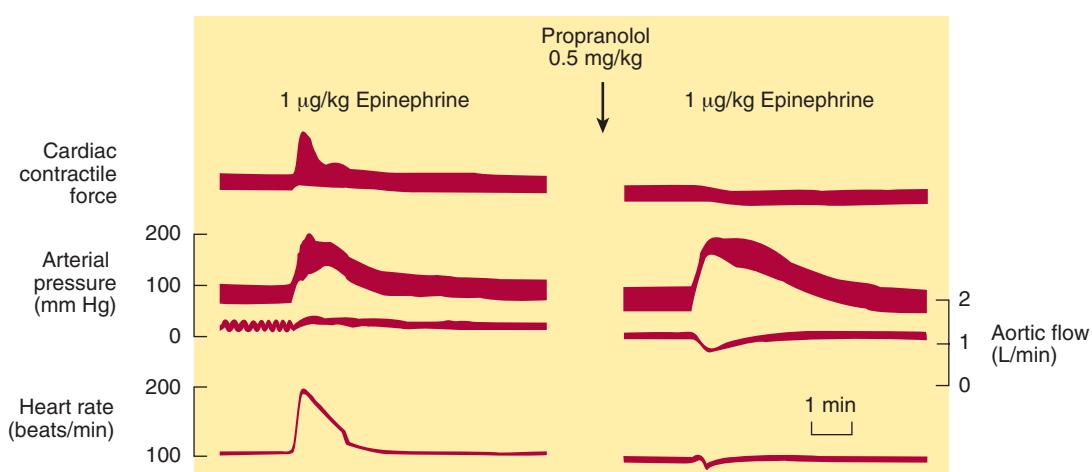 Propranolol
0.5 mg/kg
1 μg/kg Epinephrine
1 μg/kg Epinephrine
Cardiac
contractile
force
200
Arterial
pressure
(mm Hg)
100
0
2
1
0
Aortic flow
(L/min)
200
Heart rate
(beats/min)
100
1 min